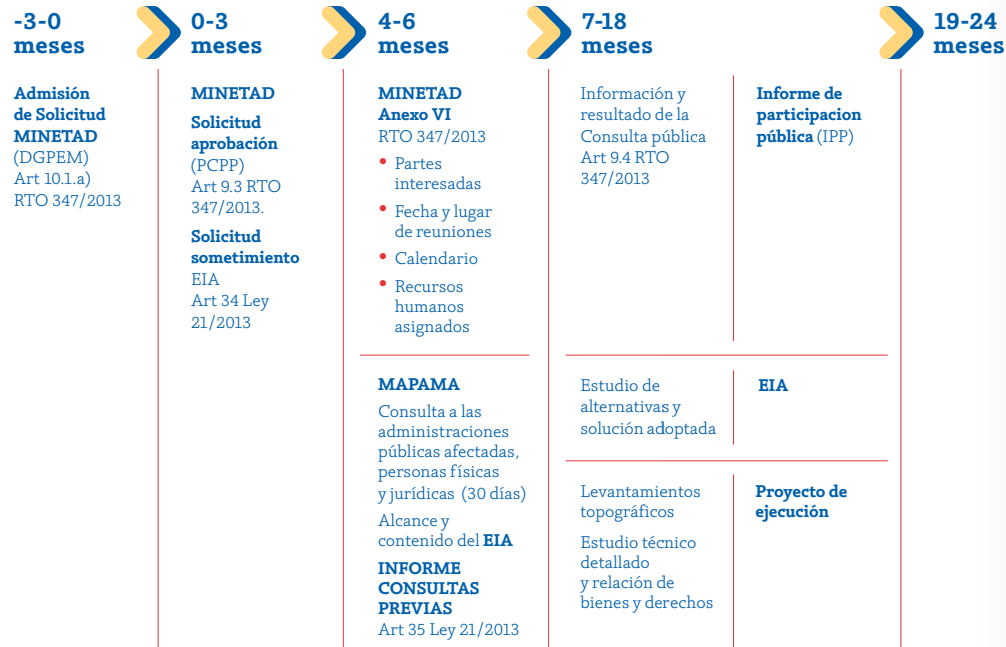 -3-0
meses
0-3
meses
4-6
meses
7-18
meses
19-24
meses
Admisión
de Solicitud
MINETAD
(DGPEM)
Art 10.1.a)
RTO 347/2013
MINETAD
Solicitud
aprobación
(PCPP)
Art 9.3 RTO
347/2013.
Solicitud
sometimiento
EIA
Art 34 Ley
21/2013
MINETAD
Anexo VI
RTO 347/2013
• Partes
interesadas
• Fecha y lugar
de reuniones
• Calendario
• Recursos
humanos
asignados
MAPAMA
Consulta a las
administraciones
públicas afectadas,
personas físicas
y jurídicas (30 días)
Alcance y
contenido del EIA
INFORME
CONSULTAS
PREVIAS
Art 35 Ley 21/2013
Información y
resultado de la
Consulta pública
Art 9.4 RTO
347/2013
Informe de
participacion
pública (IPP)
Estudio de
alternativas y
solución adoptada
EIA
Levantamientos
topográficos
Estudio técnico
detallado
y relación de
bienes y derechos
Proyecto de
ejecución